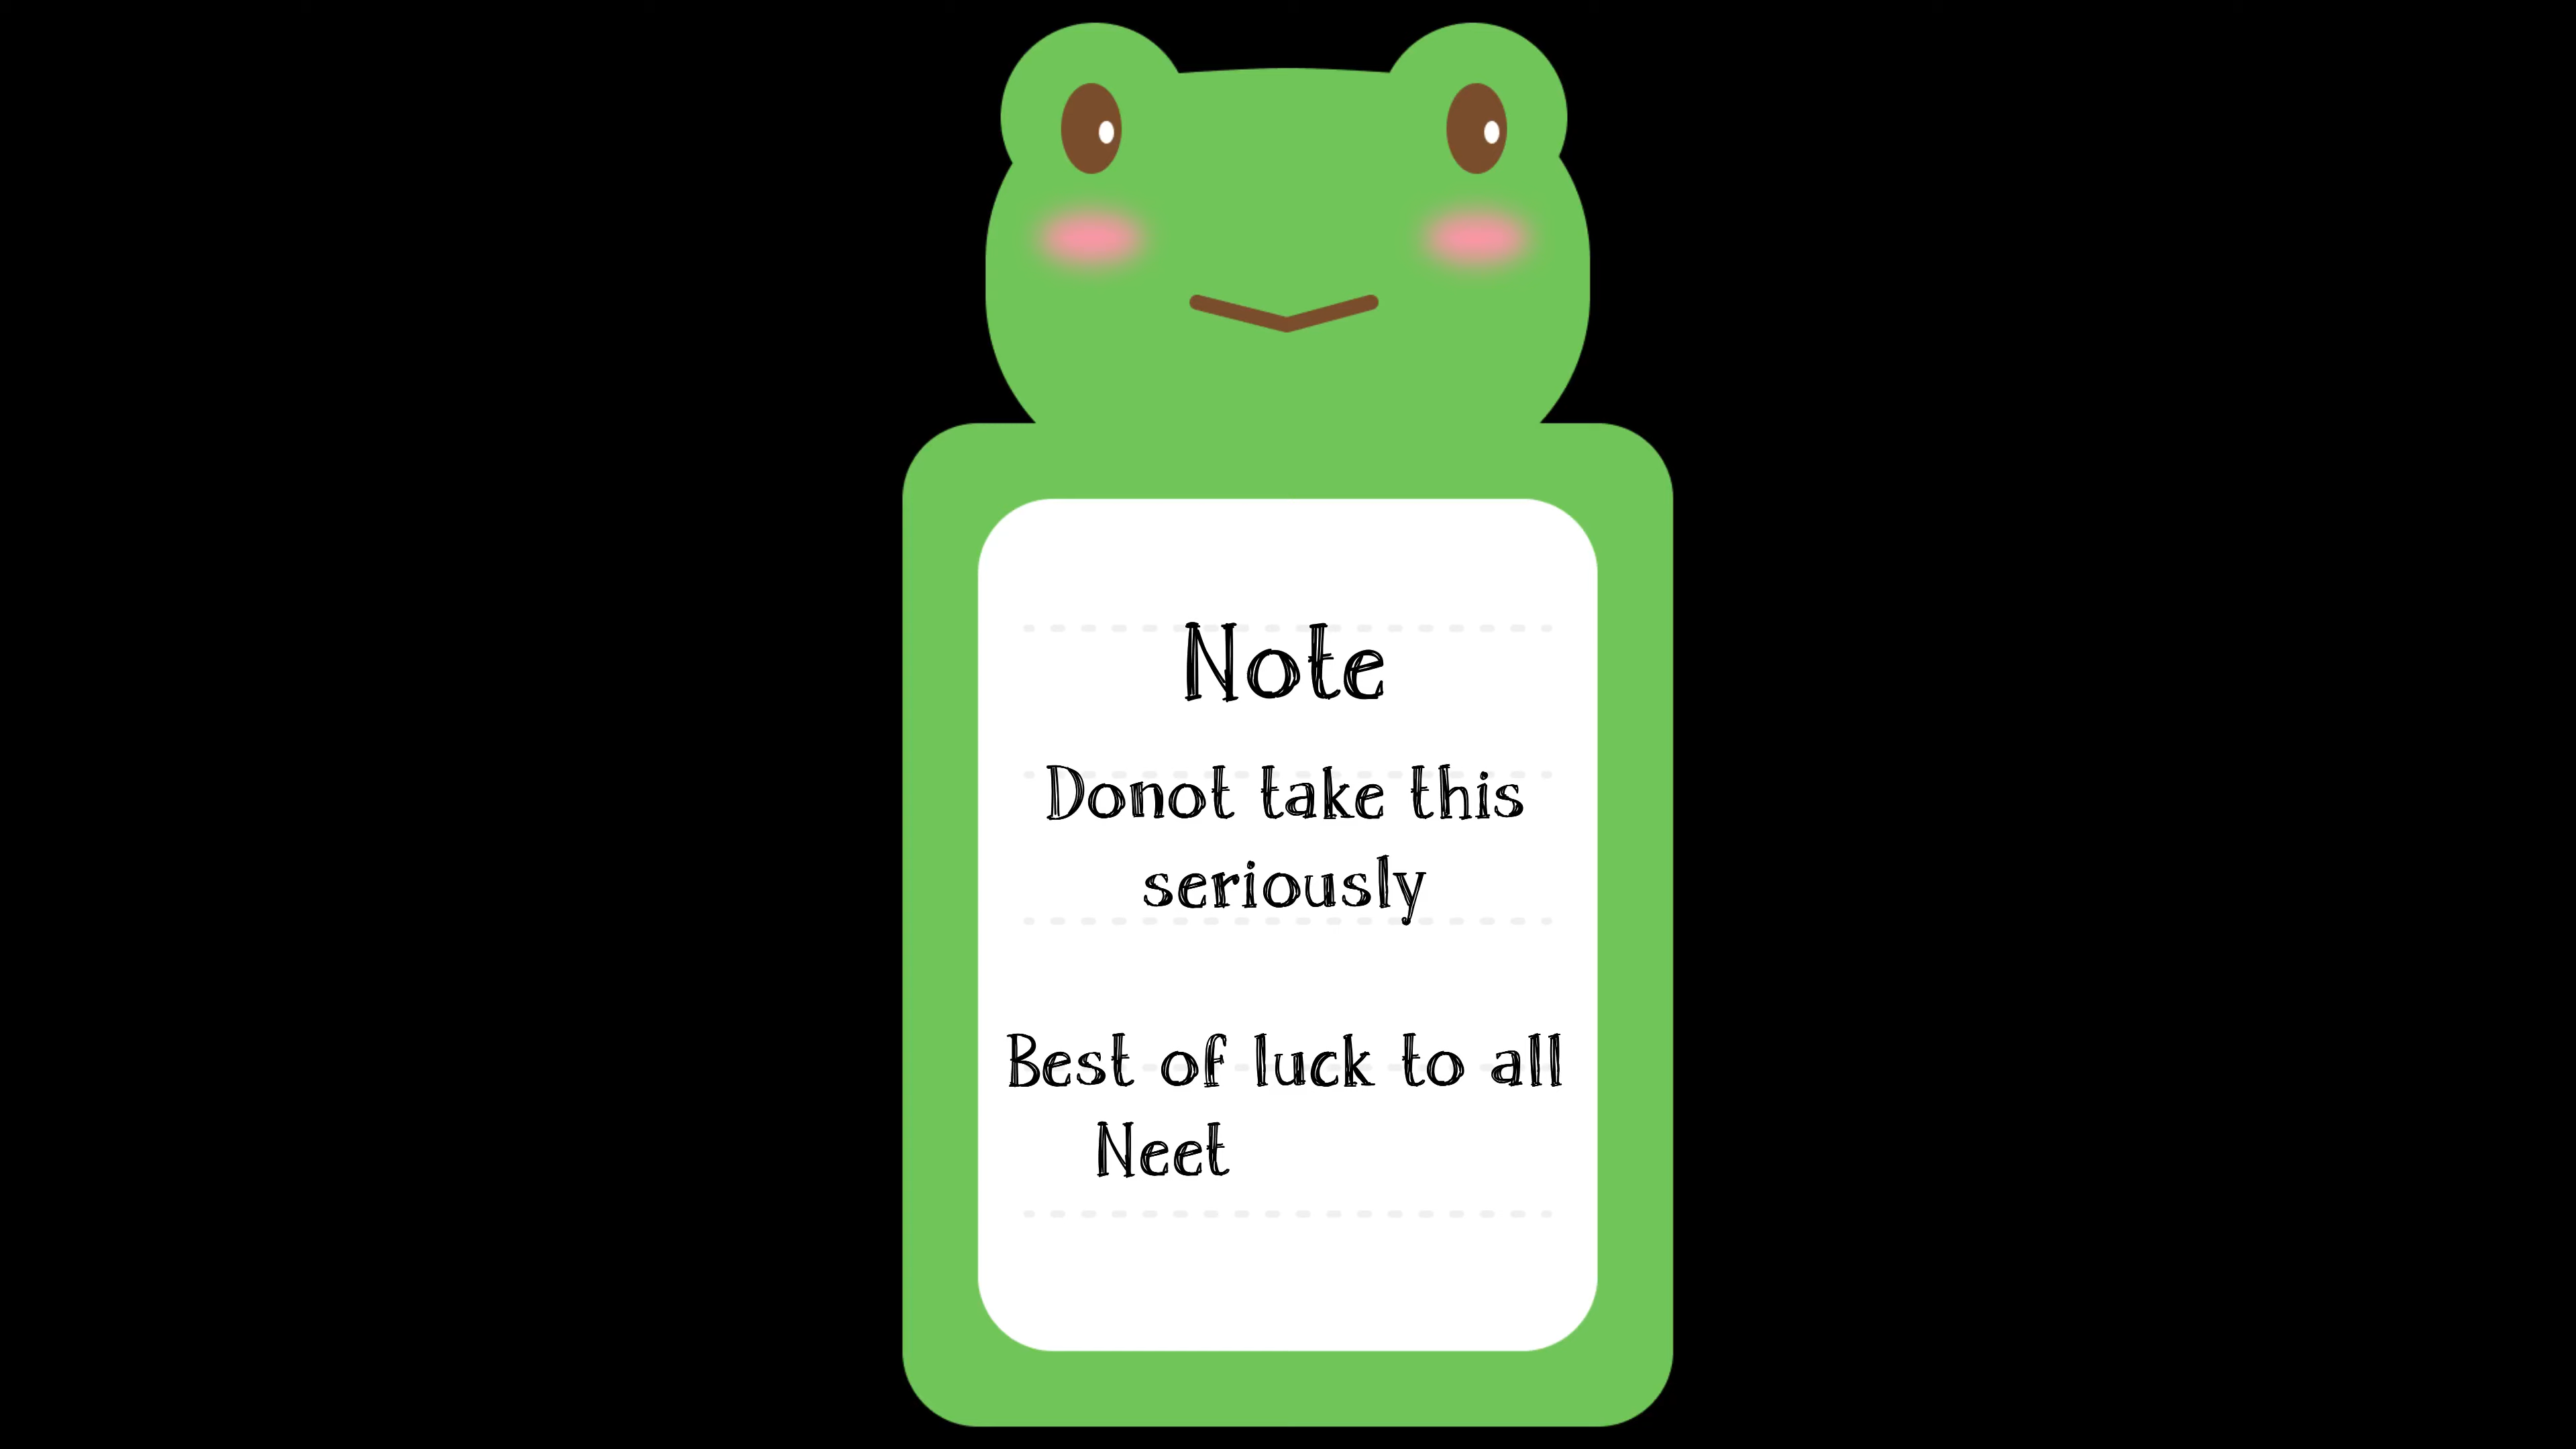 Note
Donot take this
seriously
Best of luck to all
Neet